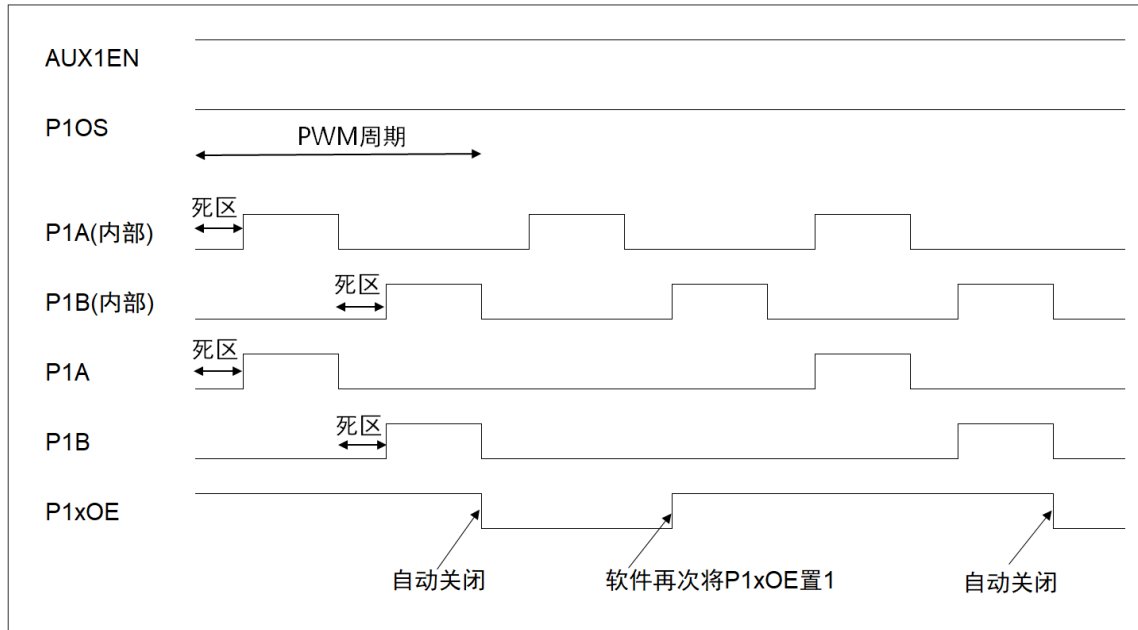 AUX1EN
P1OS
PWM周期
死区
P1A(内部)
死区
P1B(内部)
死区
P1A
死区
P1B
P1xOE
自动关闭
软件再次将P1xOE置1
自动关闭